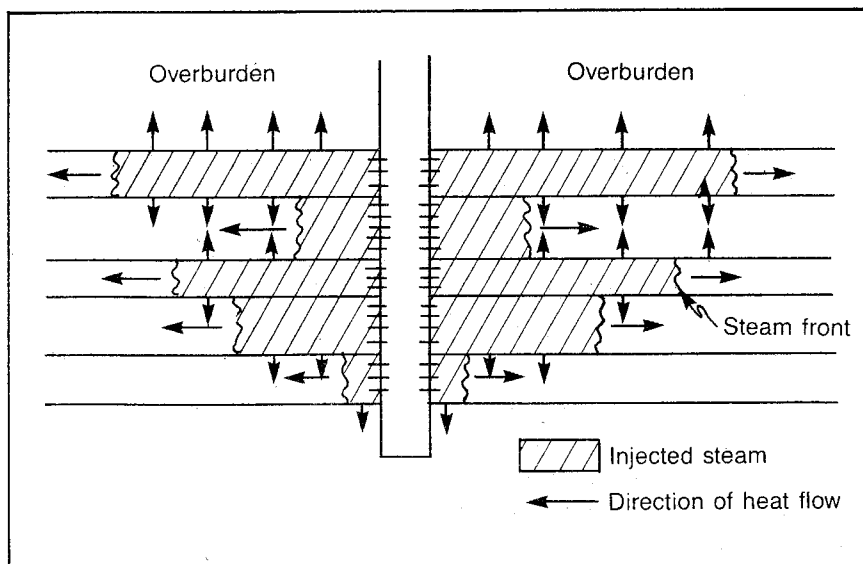 Overburden
Overburden
Steam front
Injected steam
Direction of heat flow